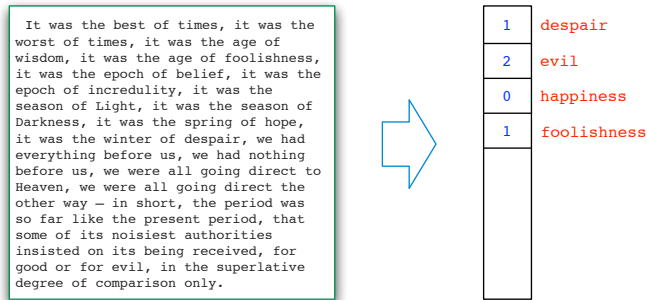 It was the best of times, it was the
worst of times, it was the age of
wisdom, it was the age of foolishness,
it was the epoch of belief, it was the
epoch of incredulity, it was the
season of Light, it was the season of
Darkness, it was the spring of hope,
it was the winter of despair, we had
everything before us, we had nothing
before us, we were all going direct to
Heaven, we were all going direct the
other way – in short, the period was
so far like the present period, that
some of its noisiest authorities
insisted on its being received, for
good or for evil, in the superlative
degree of comparison only.
1 despair
2 evil
0 happiness
1 foolishness